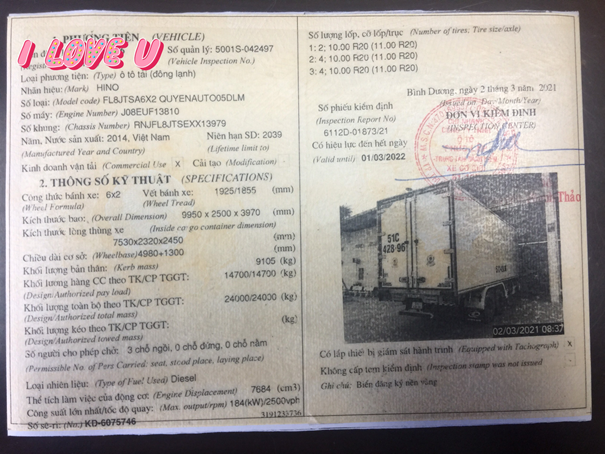 I LOVE U
1. PHƯƠNG TIỆN (VEHICLE)
Số quản lý: 5001S-042497
(Vehicle Inspection No.)
Loại phương tiện: (Type) ô tô tải (đông lạnh)
Nhãn hiệu: (Mark) HINO
Số loại: (Model code) FL8JTSA6X2 QUYENAUTO05DLM
Số máy: (Engine Number) J08EUF13810
Số khung: (Chassis Number) RNJFL8JTSEXX13979
Năm, Nước sản xuất: 2014, Việt Nam Niên hạn SD: 2039
(Manufactured Year and Country) (Lifetime limit to)
Kinh doanh vận tải (Commercial Use) X Cải tạo (Modification)
2. THÔNG SỐ KỸ THUẬT (SPECIFICATIONS)
Công thức bánh xe: 6x2 Vết bánh xe: 1925/1855 (mm)
(Wheel Formula) (Wheel Tread)
Kích thước bao: (Overall Dimension) 9950 x 2500 x 3970 (mm)
Kích thước lòng thùng xe (Inside cargo container dimension)
7530x2320x2450 (mm)
Chiều dài cơ sở: (Wheelbase) 4980+1300 (mm)
Khối lượng bản thân: (Kerb mass) 9105 (kg)
Khối lượng hàng CC theo TK/CP TGGT: 14700/14700 (kg)
(Design/Authorized pay load)
Khối lượng toàn bộ theo TK/CP TGGT: 24000/24000 (kg)
(Design/Authorized total mass)
Khối lượng kéo theo TK/CP TGGT: (kg)
(Design/Authorized towed mass)
Số người cho phép chở: 3 chỗ ngồi, 0 chỗ đứng, 0 chỗ nằm
(Permissible No. of Pers Carried: seat, stood place, laying place)
Loại nhiên liệu: (Type of Fuel Used) Diesel
Thể tích làm việc của động cơ: (Engine Displacement) 7684 (cm3)
Công suất lớn nhất/tốc độ quay: (Max. output/rpm) 184(kW)/2500vph
Số sê-ri: (No.) KD-6075746
Số lượng lốp, cỡ lốp/trục (Number of tires; Tire size/axle)
1: 2; 10.00 R20 (11.00 R20)
2: 4; 10.00 R20 (11.00 R20)
3: 4; 10.00 R20 (11.00 R20)
Bình Dương, ngày 2 tháng 3 năm 2021
(Issued on: Day/Month/Year)
Số phiếu kiểm định ĐƠN VỊ KIỂM ĐỊNH
(Inspection Report No) (INSPECTION CENTER)
6112D-01873/21
Có hiệu lực đến hết ngày
(Valid until) 01/03/2022
Thảo
51C
428.96
02/03/2021 08:37
Có lắp thiết bị giám sát hành trình (Equipped with Tachograph) X
Không cấp tem kiểm định (Inspection stamp was not issued)
Ghi chú: Biển đăng ký nền vàng